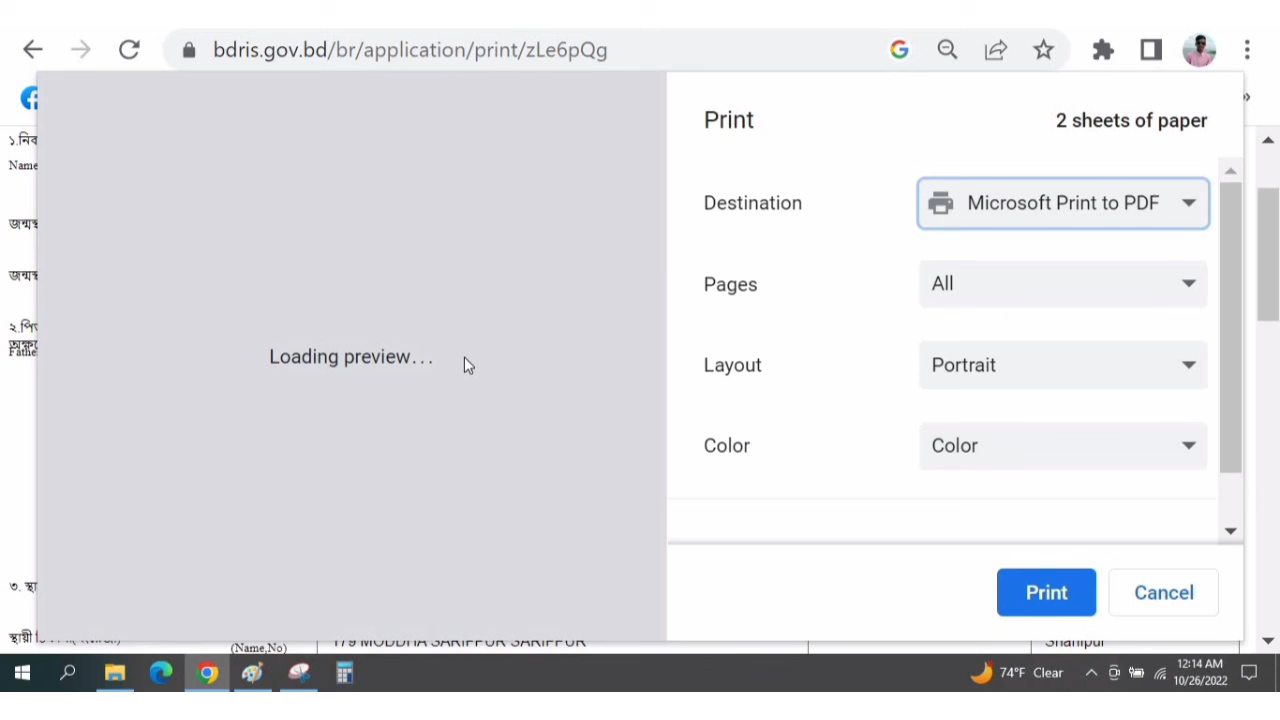 bdris.gov.bd/br/application/print/zLe6pQg
Print
2 sheets of paper
Destination
Microsoft Print to PDF
Pages
All
Layout
Portrait
Color
Color
Print
Cancel
Loading preview...
১.নিব
Name
জন্মস্থ
জন্মস্থ
Fathe
৩. স্থা
স্থায়ী
(Name,No)
179 MODDHA SARIFPUR SARIFPUR
Sharipur
74°F Clear
12:14 AM
10/26/2022